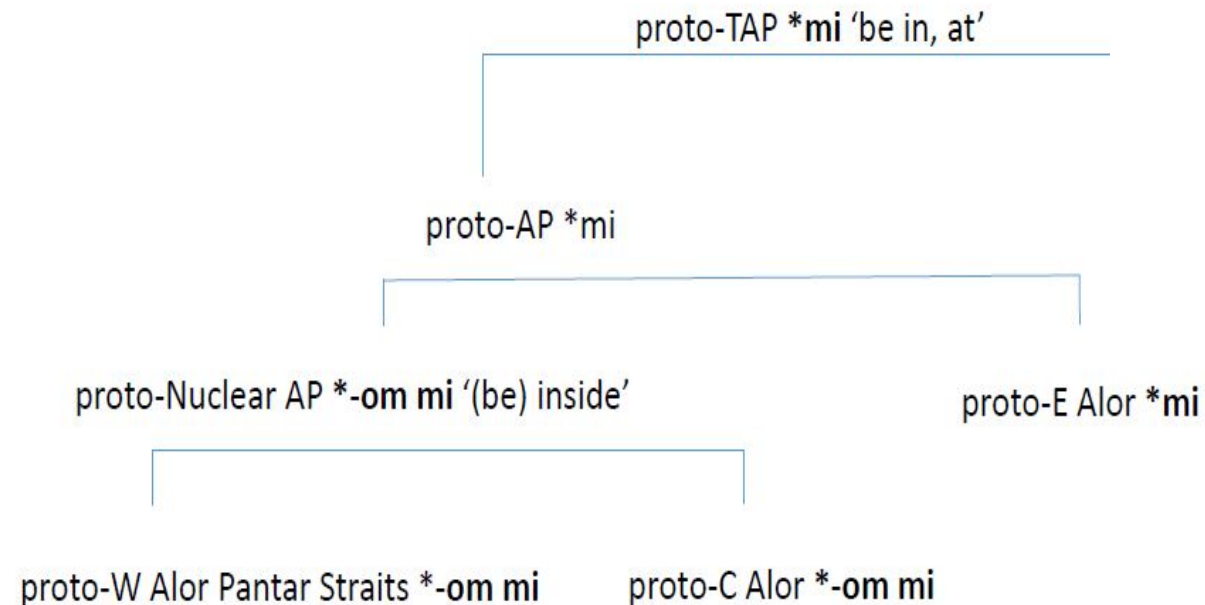 proto-TAP *mi ‘be in, at’
proto-AP *mi
proto-Nuclear AP *-om mi ‘(be) inside’
proto-E Alor *mi
proto-W Alor Pantar Straits *-om mi
proto-C Alor *-om mi